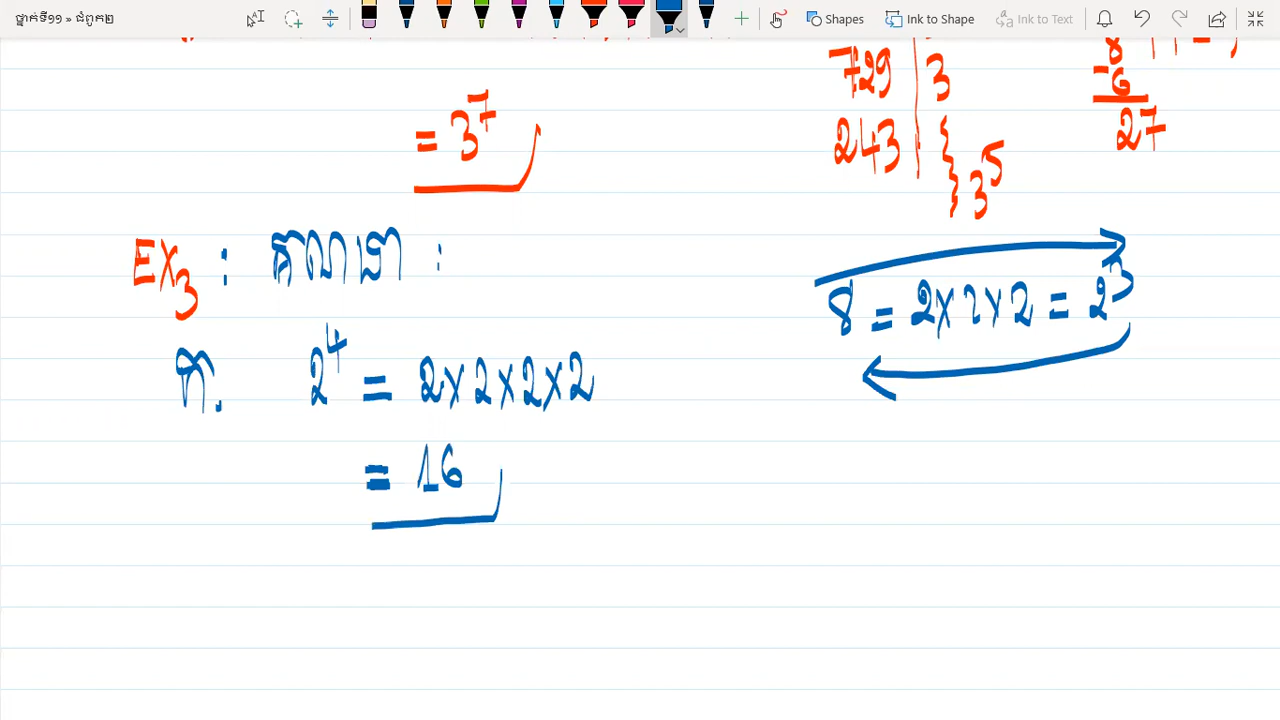 ថ្នាក់ទី១១ » ជំពូក២
Shapes
Ink to Shape
Ink to Text
= 3⁷
729 | 3
243 } 3⁵
-6
27
EX₃ : គណនា :
ក. 2⁴ = 2×2×2×2
= 16
8 = 2×2×2 = 2³